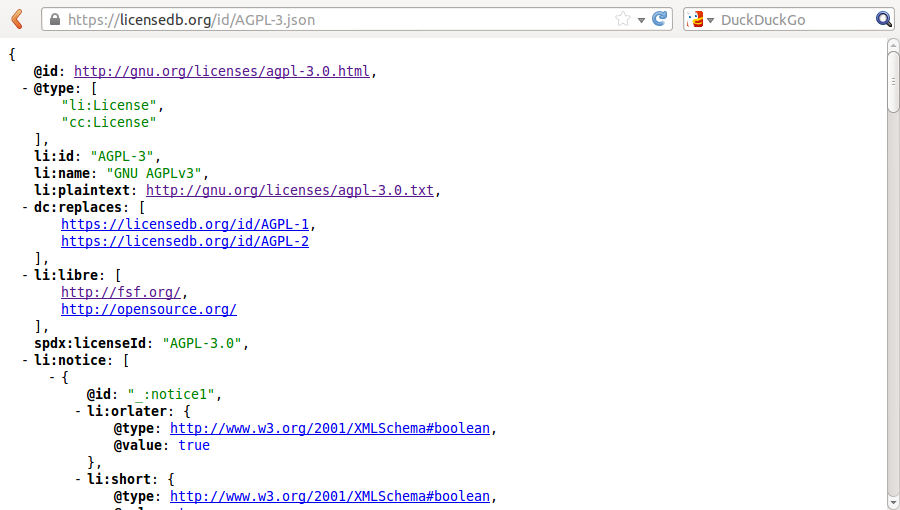 https://licensedb.org/id/AGPL-3.json DuckDuckGo
{
@id: http://gnu.org/licenses/agpl-3.0.html,
- @type: [
"li:License",
"cc:License"
],
li:id: "AGPL-3",
li:name: "GNU AGPLv3",
li:plaintext: http://gnu.org/licenses/agpl-3.0.txt,
- dc:replaces: [
https://licensedb.org/id/AGPL-1,
https://licensedb.org/id/AGPL-2
],
- li:libre: [
http://fsf.org/,
http://opensource.org/
],
spdx:licenseId: "AGPL-3.0",
- li:notice: [
- {
@id: "_:notice1",
- li:orlater: {
@type: http://www.w3.org/2001/XMLSchema#boolean,
@value: true
},
- li:short: {
@type: http://www.w3.org/2001/XMLSchema#boolean,